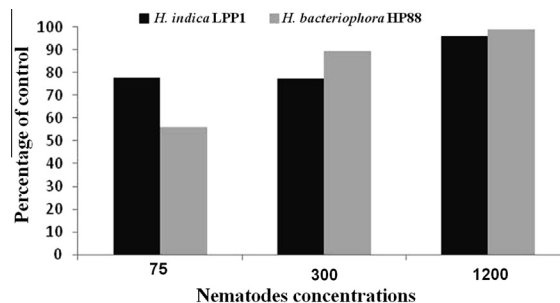 H. indica LPP1 H. bacteriophora HP88
Percentage of control
100
90
80
70
60
50
40
30
20
10
0
75 300 1200
Nematodes concentrations